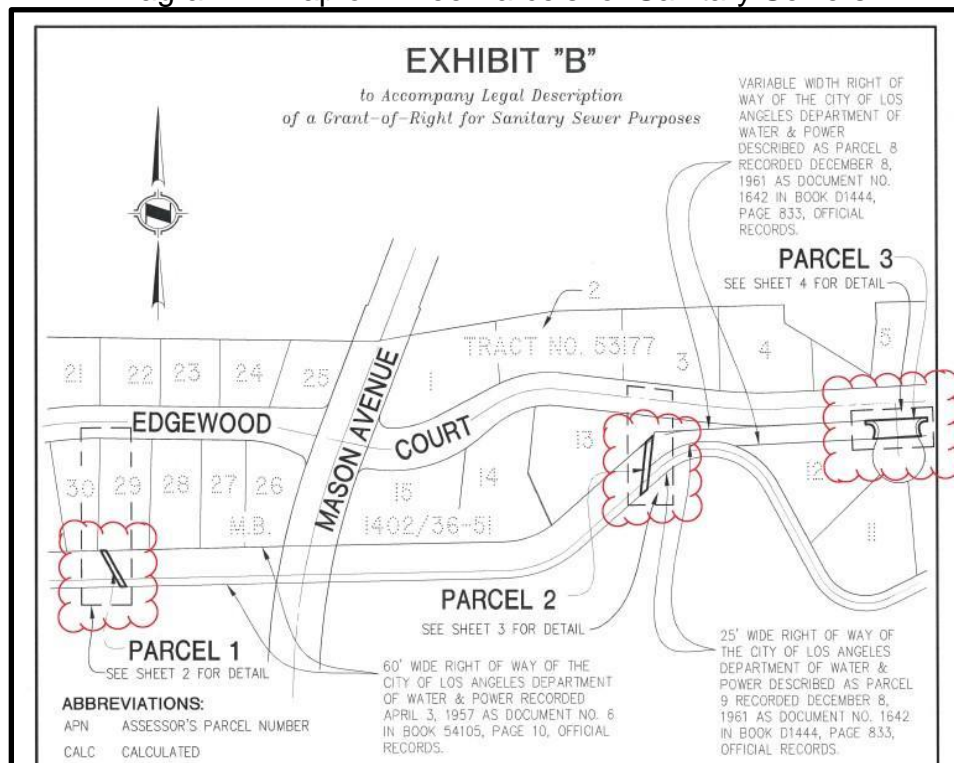 EXHIBIT "B"
to Accompany Legal Description
of a Grant-of-Right for Sanitary Sewer Purposes
VARIABLE WIDTH RIGHT OF
WAY OF THE CITY OF LOS
ANGELES DEPARTMENT OF
WATER & POWER
DESCRIBED AS PARCEL 8
RECORDED DECEMBER 8,
1961 AS DOCUMENT NO.
1642 IN BOOK D1444,
PAGE 833, OFFICIAL
RECORDS.
PARCEL 3
SEE SHEET 4 FOR DETAIL
2
TRACT NO. 53177
21
22
23
24
25
1
3
4
5
EDGEWOOD
MASON AVENUE
COURT
30
29
28
27
26
M.B.
15
14
13
12
11
1402/36-51
PARCEL 1
SEE SHEET 2 FOR DETAIL
PARCEL 2
SEE SHEET 3 FOR DETAIL
60' WIDE RIGHT OF WAY OF THE
CITY OF LOS ANGELES DEPARTMENT
OF WATER & POWER RECORDED
APRIL 3, 1957 AS DOCUMENT NO. 6
IN BOOK 54105, PAGE 10, OFFICIAL
RECORDS.
25' WIDE RIGHT OF WAY OF
THE CITY OF LOS ANGELES
DEPARTMENT OF WATER &
POWER DESCRIBED AS PARCEL
9 RECORDED DECEMBER 8,
1961 AS DOCUMENT NO. 1642
IN BOOK D1444, PAGE 833,
OFFICIAL RECORDS.
ABBREVIATIONS:
APN ASSESSOR'S PARCEL NUMBER
CALC CALCULATED